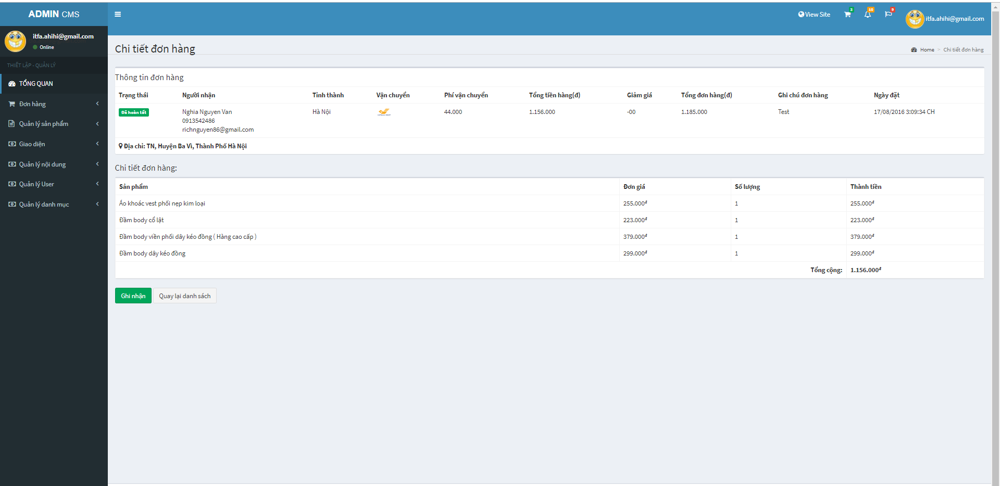 ADMIN CMS
View Site
3
10
9
itfa.ahihi@gmail.com
itfa.ahihi@gmail.com
Online
THIẾT LẬP - QUẢN LÝ
TỔNG QUAN
Đơn hàng
Quản lý sản phẩm
Giao diện
Quản lý nội dung
Quản lý User
Quản lý danh mục
Chi tiết đơn hàng
Home > Chi tiết đơn hàng
Thông tin đơn hàng
Trạng thái Người nhận Tỉnh thành Vận chuyển Phí vận chuyển Tổng tiền hàng(đ) Giảm giá Tổng đơn hàng(đ) Ghi chú đơn hàng Ngày đặt
Đã hoàn tất Nghia Nguyen Van Hà Nội 44.000 1.156.000 -00 1.185.000 Test 17/08/2016 3:09:34 CH
0913542486
richnguyen86@gmail.com
Địa chỉ: TN, Huyện Ba Vì, Thành Phố Hà Nội
Chi tiết đơn hàng:
Sản phẩm Đơn giá Số lượng Thành tiền
Áo khoác vest phối nẹp kim loại 255.000đ 1 255.000đ
Đầm body cổ lật 223.000đ 1 223.000đ
Đầm body viền phối dây kéo đồng ( Hàng cao cấp ) 379.000đ 1 379.000đ
Đầm body dây kéo đồng 299.000đ 1 299.000đ
Tổng cộng: 1.156.000đ
Ghi nhận
Quay lại danh sách